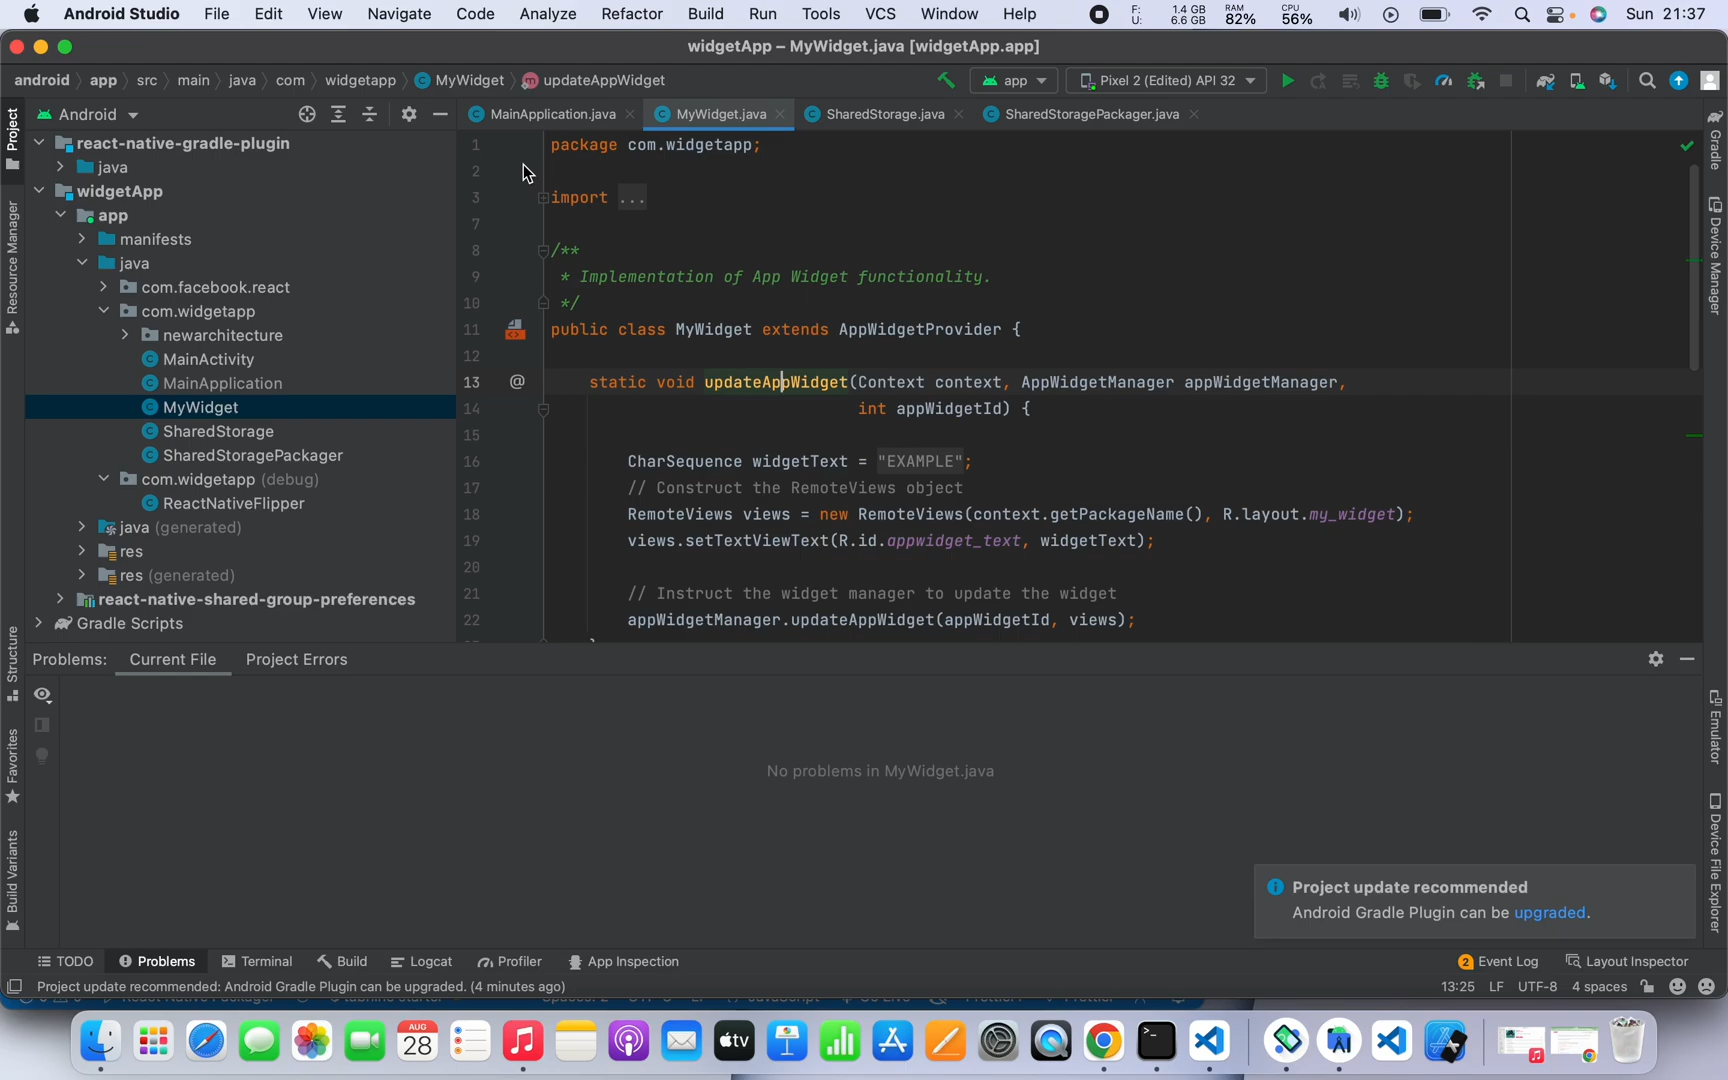 Android Studio File Edit View Navigate Code Analyze Refactor Build Run Tools VCS Window Help F: U: 1.4 GB 6.6 GB RAM 82% CPU 56% Sun 21:37
widgetApp – MyWidget.java [widgetApp.app]
android app src main java com widgetapp MyWidget updateAppWidget app Pixel 2 (Edited) API 32
Android MainApplication.java MyWidget.java SharedStorage.java SharedStoragePackager.java
Project
Resource Manager
Structure
Favorites
Build Variants
react-native-gradle-plugin
java
widgetApp
app
manifests
java
com.facebook.react
com.widgetapp
newarchitecture
MainActivity
MainApplication
MyWidget
SharedStorage
SharedStoragePackager
com.widgetapp (debug)
ReactNativeFlipper
java (generated)
res
res (generated)
react-native-shared-group-preferences
Gradle Scripts
1 package com.widgetapp;
2
3 import ...
7
8 /**
9 * Implementation of App Widget functionality.
10 */
11 public class MyWidget extends AppWidgetProvider {
12
13 @ static void updateAppWidget(Context context, AppWidgetManager appWidgetManager,
14 int appWidgetId) {
15
16 CharSequence widgetText = "EXAMPLE";
17 // Construct the RemoteViews object
18 RemoteViews views = new RemoteViews(context.getPackageName(), R.layout.my_widget);
19 views.setTextViewText(R.id.appwidget_text, widgetText);
20
21 // Instruct the widget manager to update the widget
22 appWidgetManager.updateAppWidget(appWidgetId, views);
Gradle
Device Manager
Emulator
Device File Explorer
Problems: Current File Project Errors
No problems in MyWidget.java
Project update recommended
Android Gradle Plugin can be upgraded.
TODO Problems Terminal Build Logcat Profiler App Inspection 2 Event Log Layout Inspector
Project update recommended: Android Gradle Plugin can be upgraded. (4 minutes ago) 13:25 LF UTF-8 4 spaces
AUG
28
tv